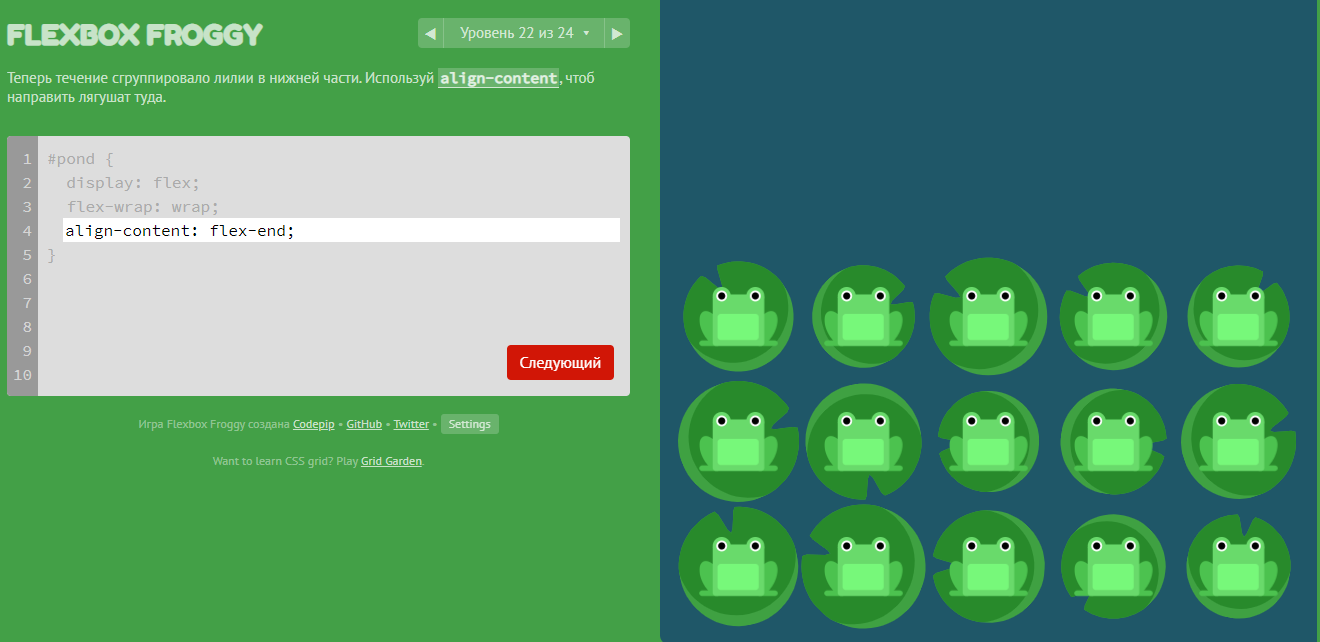 FLEXBOX FROGGY
◀ Уровень 22 из 24 ▾ ▶
Теперь течение сгруппировало лилии в нижней части. Используй align-content, чтоб
направить лягушат туда.
1 #pond {
2 display: flex;
3 flex-wrap: wrap;
4 align-content: flex-end;
5 }
6
7
8
9
10
Следующий
Игра Flexbox Froggy создана Codepip • GitHub • Twitter • Settings
Want to learn CSS grid? Play Grid Garden.